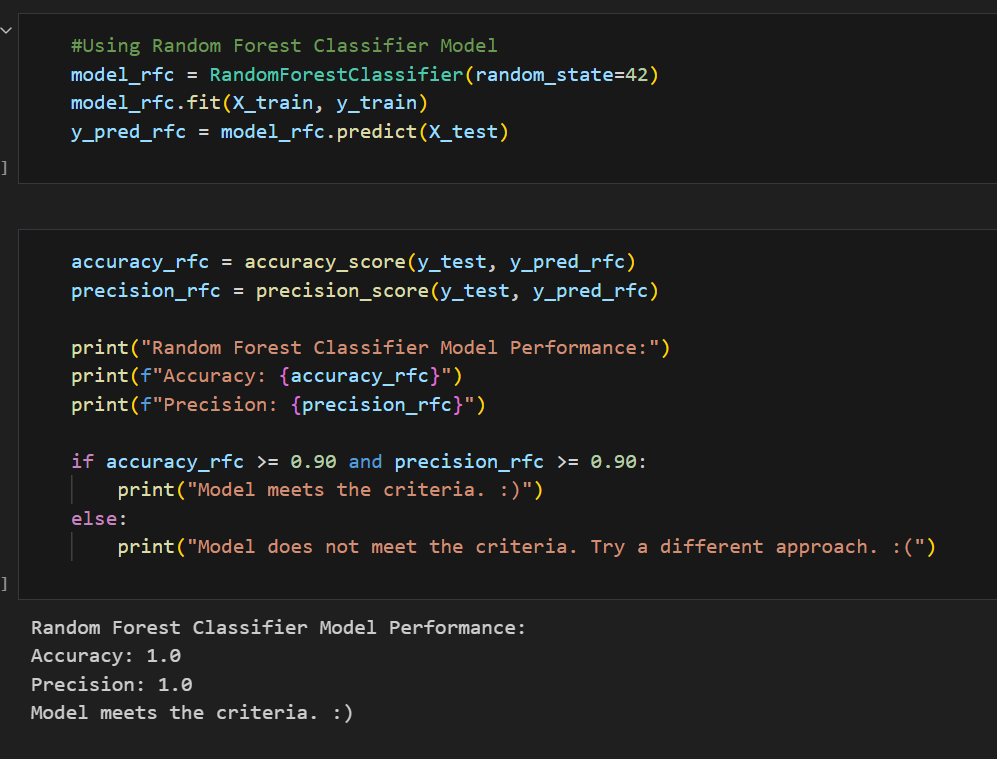 #Using Random Forest Classifier Model
model_rfc = RandomForestClassifier(random_state=42)
model_rfc.fit(X_train, y_train)
y_pred_rfc = model_rfc.predict(X_test)
]
accuracy_rfc = accuracy_score(y_test, y_pred_rfc)
precision_rfc = precision_score(y_test, y_pred_rfc)
print("Random Forest Classifier Model Performance:")
print(f"Accuracy: {accuracy_rfc}")
print(f"Precision: {precision_rfc}")
if accuracy_rfc >= 0.90 and precision_rfc >= 0.90:
    print("Model meets the criteria. :)")
else:
    print("Model does not meet the criteria. Try a different approach. :(")
]
Random Forest Classifier Model Performance:
Accuracy: 1.0
Precision: 1.0
Model meets the criteria. :)